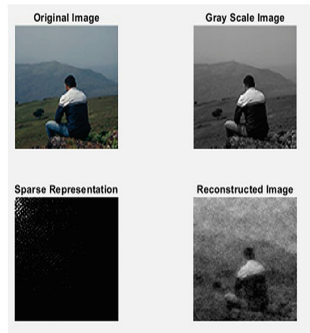 Original Image
Gray Scale Image
Sparse Representation
Reconstructed Image